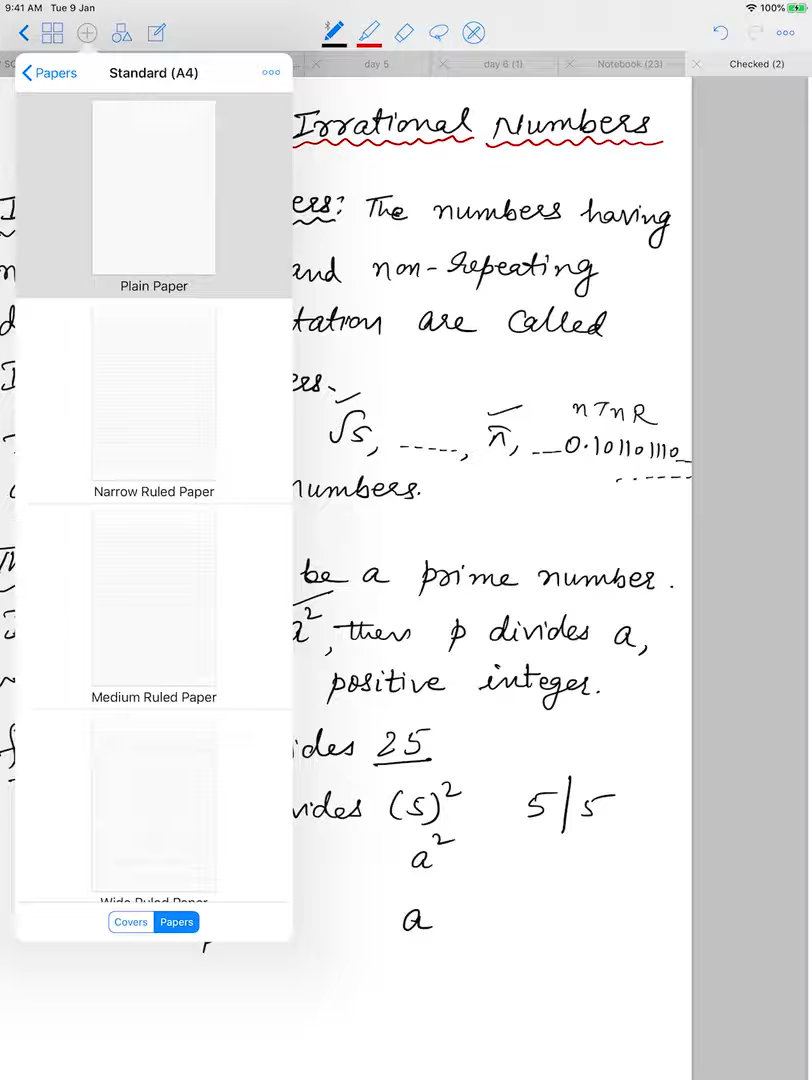 9:41 AM Tue 9 Jan 100%
day 5 day 6 (1) Notebook (23) Checked (2)
Papers Standard (A4)
Plain Paper
Narrow Ruled Paper
Medium Ruled Paper
Wide Ruled Paper
Covers Papers
Irrational Numbers
ers: The numbers having
and non-repeating
tation are called
ers.
nTnR
√5, -----, π, --0.101101110
------
numbers.
be a prime number.
a², then p divides a,
positive integer.
ides 25
vides (5)² 5/5
a²
a